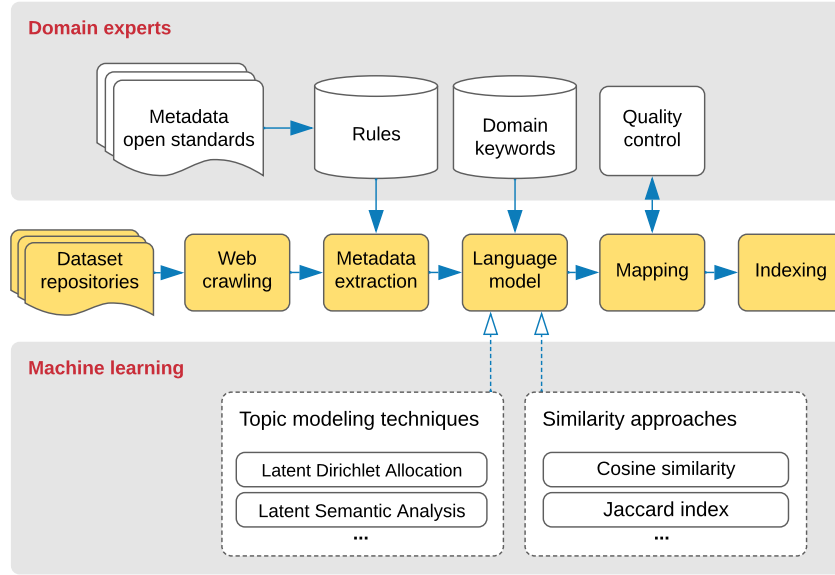 Domain experts
Metadata
open standards
Rules
Domain
keywords
Quality
control
Dataset
repositories
Web
crawling
Metadata
extraction
Language
model
Mapping
Indexing
Machine learning
Topic modeling techniques
Latent Dirichlet Allocation
Latent Semantic Analysis
...
Similarity approaches
Cosine similarity
Jaccard index
...